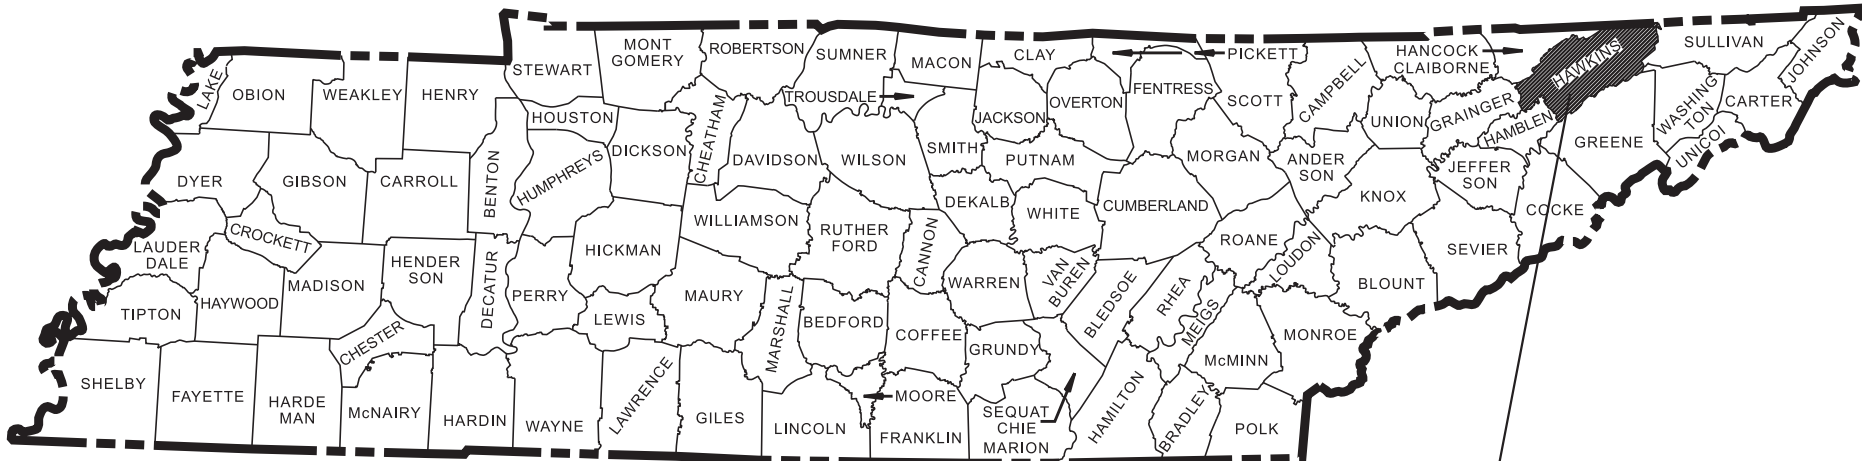 LAKE
OBION
WEAKLEY
HENRY
STEWART
MONT
GOMERY
ROBERTSON
SUMNER
MACON
CLAY
PICKETT
HANCOCK
CLAIBORNE
HAWKINS
SULLIVAN
JOHNSON
HOUSTON
CHEATHAM
TROUSDALE
JACKSON
OVERTON
FENTRESS
SCOTT
CAMPBELL
UNION
GRAINGER
HAMBLEN
WASHING
TON
CARTER
UNICOI
GREENE
DYER
GIBSON
CARROLL
BENTON
HUMPHREYS
DICKSON
DAVIDSON
WILSON
SMITH
PUTNAM
MORGAN
ANDER
SON
KNOX
JEFFER
SON
COCKE
LAUDER
DALE
CROCKETT
HENDER
SON
DECATUR
HICKMAN
WILLIAMSON
RUTHER
FORD
CANNON
DEKALB
WHITE
CUMBERLAND
ROANE
LOUDON
BLOUNT
SEVIER
TIPTON
HAYWOOD
MADISON
PERRY
LEWIS
MAURY
MARSHALL
BEDFORD
COFFEE
WARREN
VAN
BUREN
BLEDSOE
RHEA
MEIGS
McMINN
MONROE
SHELBY
FAYETTE
HARDE
MAN
CHESTER
McNAIRY
HARDIN
WAYNE
LAWRENCE
GILES
LINCOLN
MOORE
FRANKLIN
GRUNDY
SEQUAT
CHIE
MARION
HAMILTON
BRADLEY
POLK